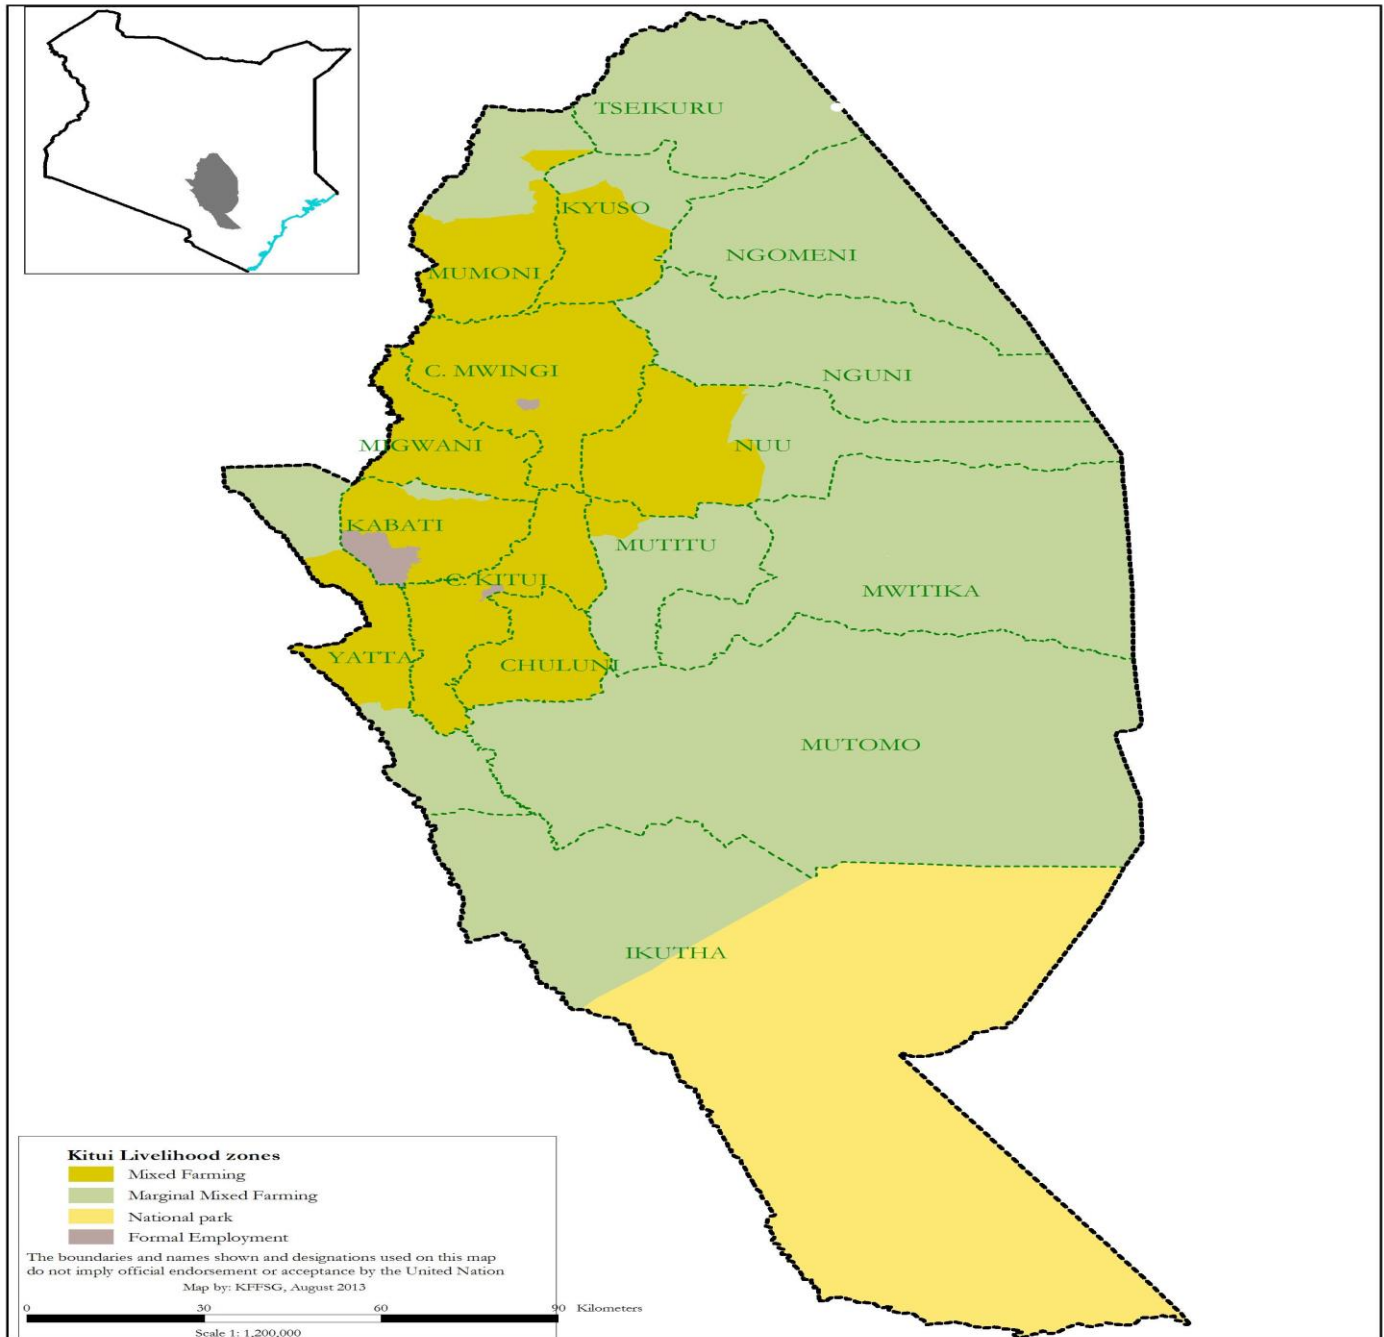 TSEIKURU
KYUSO
NGOMENI
MUMONI
C. MWINGI
NGUNI
MIGWANI
NUU
KABATI
MUTITU
C. KITUI
MWITIKA
YATTA
CHULUNI
MUTOMO
IKUTHA
Kitui Livelihood zones
Mixed Farming
Marginal Mixed Farming
National park
Formal Employment
The boundaries and names shown and designations used on this map
do not imply official endorsement or acceptance by the United Nation
Map by: KFFSG, August 2013
0 30 60 90 Kilometers
Scale 1: 1,200,000